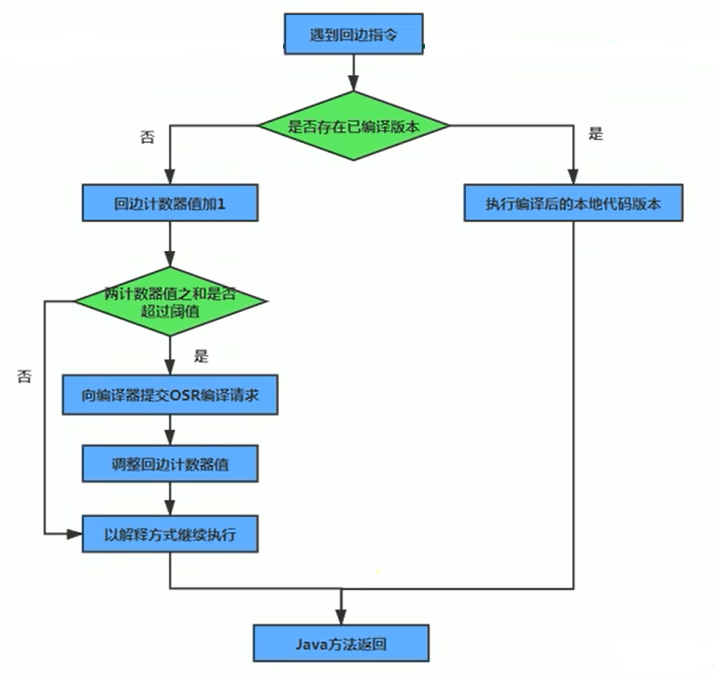 遇到回边指令
是否存在已编译版本
否
是
回边计数器值加1
执行编译后的本地代码版本
两计数器值之和是否
超过阈值
是
否
向编译器提交OSR编译请求
调整回边计数器值
以解释方式继续执行
Java方法返回